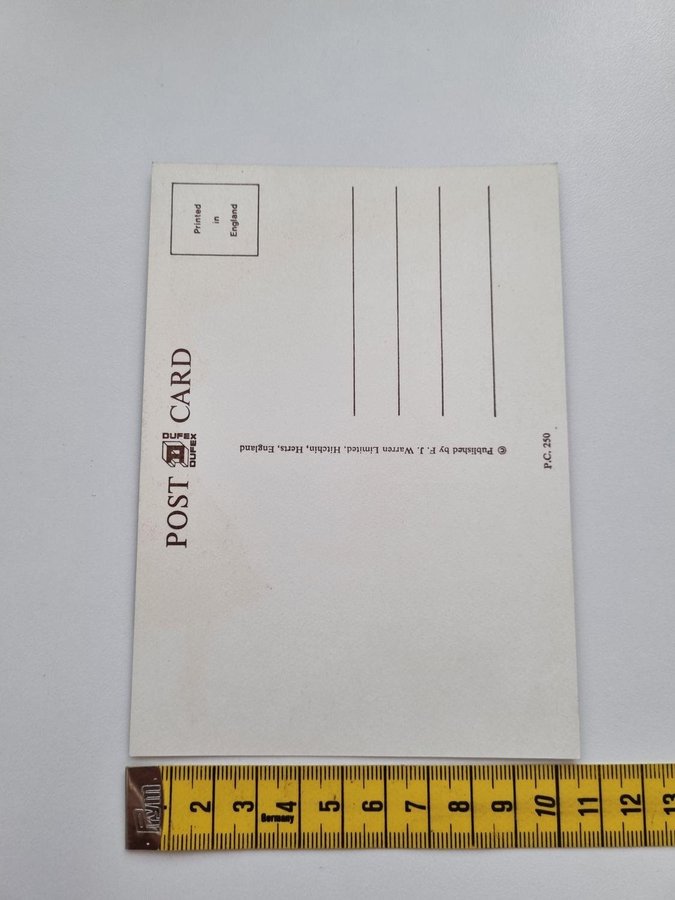 POST DUFEX CARD
DUFEX
Printed
in
England
© Published by F. J. Warren Limited, Hitchin, Herts, England
P.C. 250
Prym
2 3 4 5 6 7 8 9 10 11 12 13
Germany